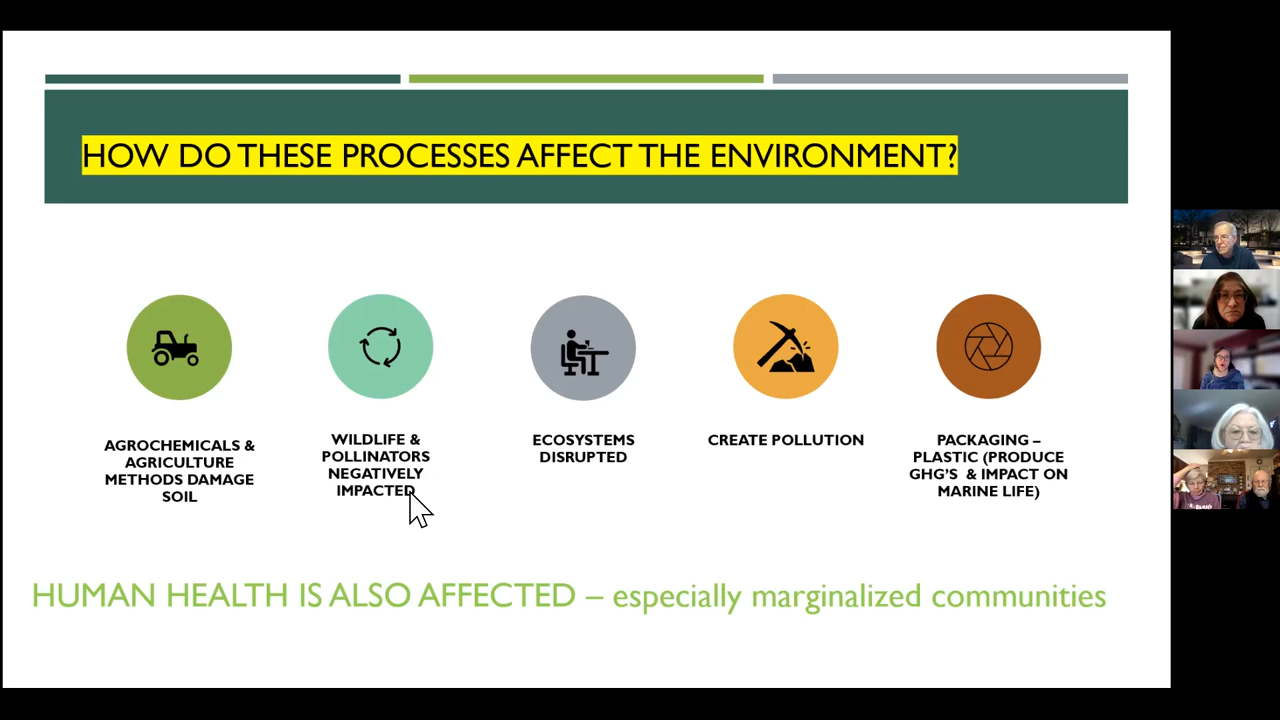 HOW DO THESE PROCESSES AFFECT THE ENVIRONMENT?
AGROCHEMICALS &
AGRICULTURE
METHODS DAMAGE
SOIL
WILDLIFE &
POLLINATORS
NEGATIVELY
IMPACTED
ECOSYSTEMS
DISRUPTED
CREATE POLLUTION
PACKAGING –
PLASTIC (PRODUCE
GHG'S & IMPACT ON
MARINE LIFE)
HUMAN HEALTH IS ALSO AFFECTED – especially marginalized communities